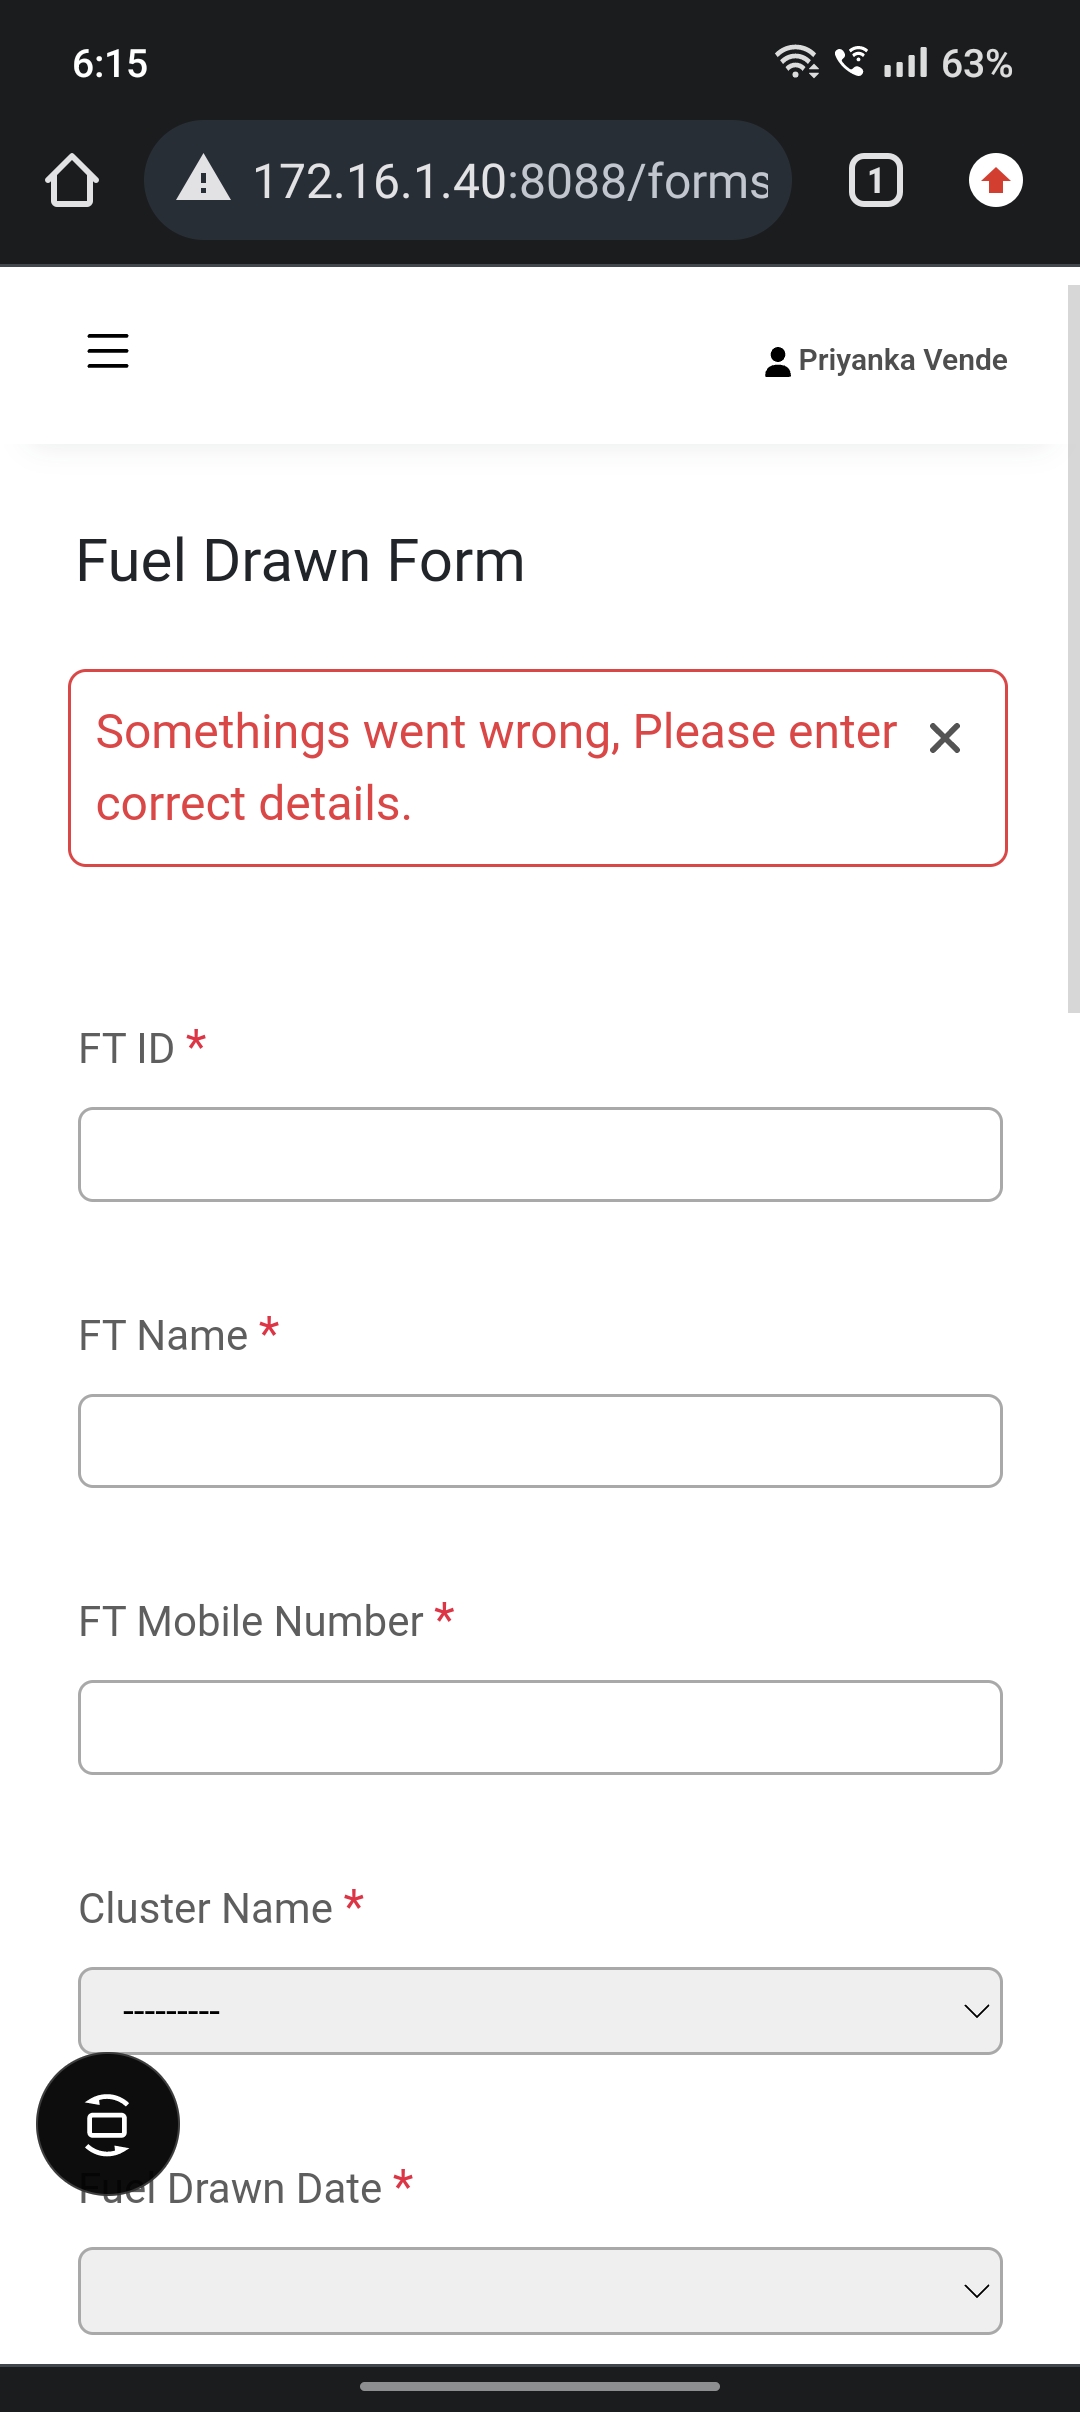 6:15
63%
172.16.1.40:8088/forms
1
Priyanka Vende
Fuel Drawn Form
Somethings went wrong, Please enter
correct details.
FT ID *
FT Name *
FT Mobile Number *
Cluster Name *
---------
Fuel Drawn Date *